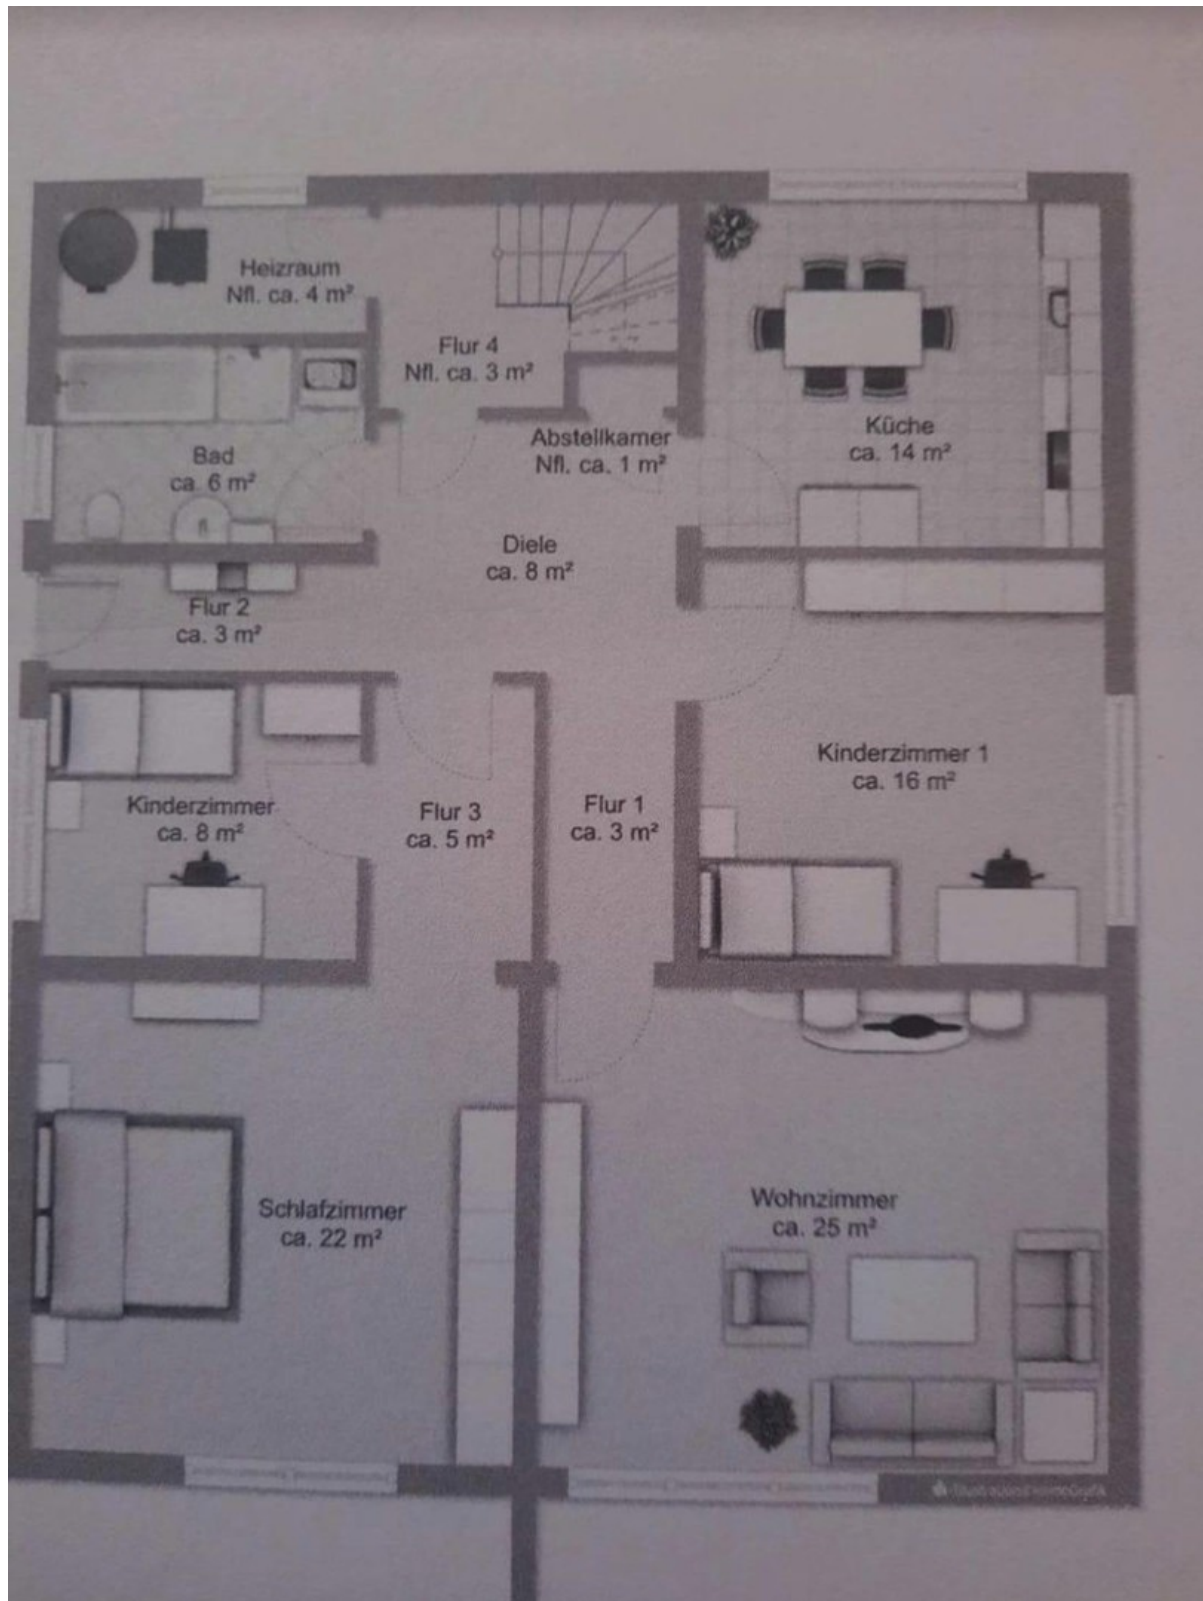 Heizraum
Nfl. ca. 4 m²
Flur 4
Nfl. ca. 3 m²
Abstellkamer
Nfl. ca. 1 m²
Küche
ca. 14 m²
Bad
ca. 6 m²
Diele
ca. 8 m²
Flur 2
ca. 3 m²
Kinderzimmer 1
ca. 16 m²
Kinderzimmer
ca. 8 m²
Flur 3
ca. 5 m²
Flur 1
ca. 3 m²
Schlafzimmer
ca. 22 m²
Wohnzimmer
ca. 25 m²